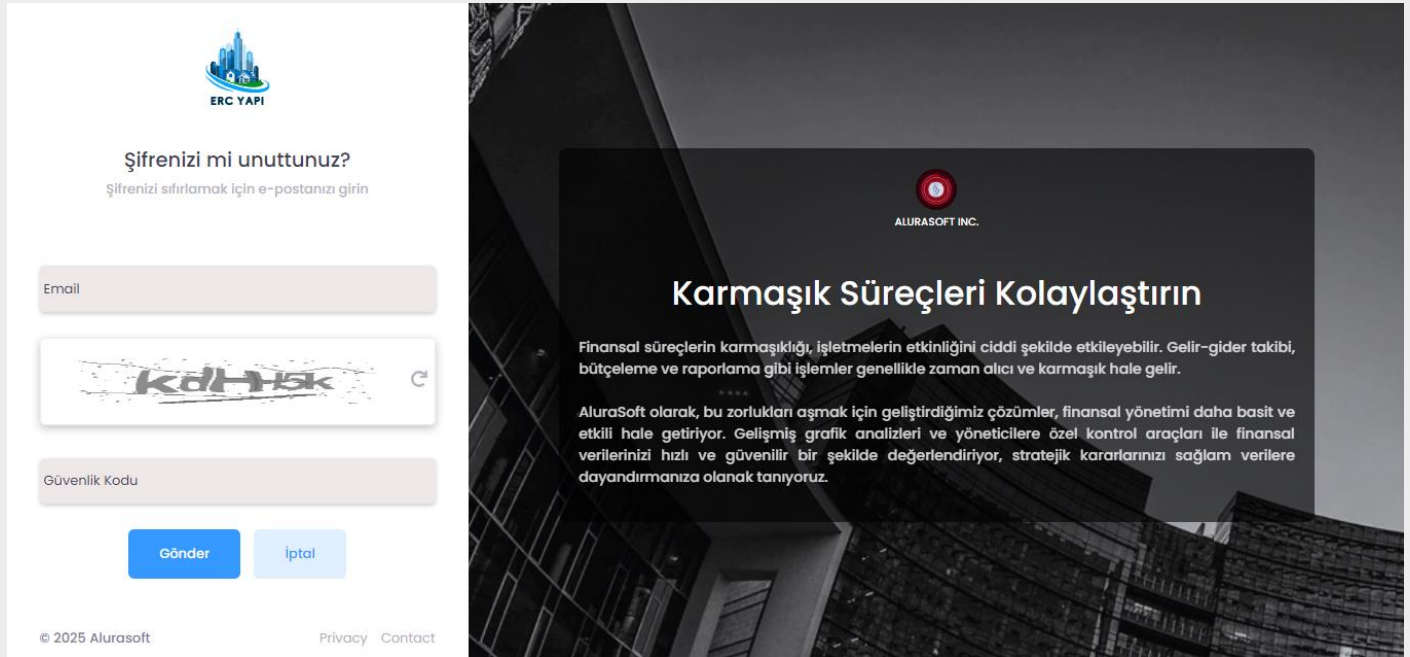 ERC YAPI
Şifrenizi mi unuttunuz?
Şifrenizi sıfırlamak için e-postanızı girin
Email
Güvenlik Kodu
Gönder
İptal
© 2025 Alurasoft
Privacy Contact
ALURASOFT INC.
Karmaşık Süreçleri Kolaylaştırın
Finansal süreçlerin karmaşıklığı, işletmelerin etkinliğini ciddi şekilde etkileyebilir. Gelir-gider takibi,
bütçeleme ve raporlama gibi işlemler genellikle zaman alıcı ve karmaşık hale gelir.
AluraSoft olarak, bu zorlukları aşmak için geliştirdiğimiz çözümler, finansal yönetimi daha basit ve
etkili hale getiriyor. Gelişmiş grafik analizleri ve yöneticilere özel kontrol araçları ile finansal
verilerinizi hızlı ve güvenilir bir şekilde değerlendiriyor, stratejik kararlarınızı sağlam verilere
dayandırmanıza olanak tanıyoruz.